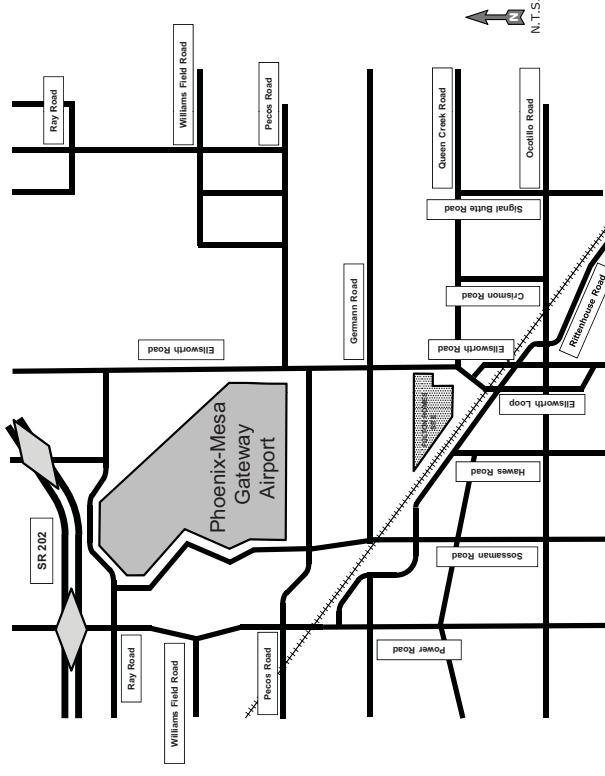 N
N.T.S.
Ray Road
Williams Field Road
Pecos Road
Queen Creek Road
Ocotillo Road
Signal Butte Road
Germann Road
Crismon Road
Rittenhouse Road
Ellsworth Road
Ellsworth Road
Ellsworth Loop
Phoenix-Mesa
Gateway
Airport
Hawes Road
SR 202
Sossaman Road
Ray Road
Williams Field Road
Pecos Road
Power Road